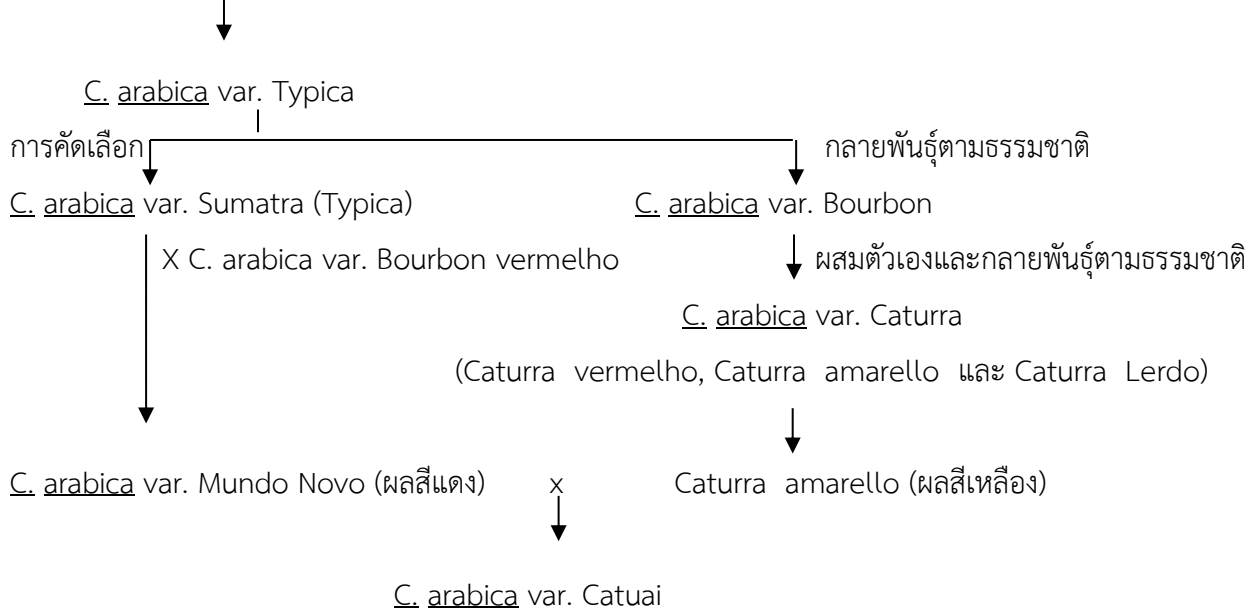 C. arabica var. Typica
การคัดเลือก กลายพันธุ์ตามธรรมชาติ
C. arabica var. Sumatra (Typica) C. arabica var. Bourbon
X C. arabica var. Bourbon vermelho ผสมตัวเองและกลายพันธุ์ตามธรรมชาติ
C. arabica var. Caturra
(Caturra vermelho, Caturra amarello และ Caturra Lerdo)
C. arabica var. Mundo Novo (ผลสีแดง) x Caturra amarello (ผลสีเหลือง)
C. arabica var. Catuai